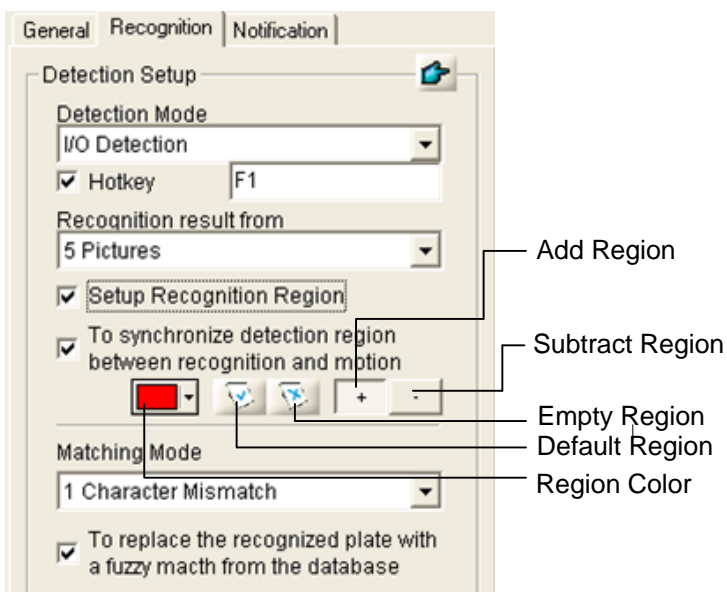 General Recognition Notification
Detection Setup
Detection Mode
I/O Detection
Hotkey F1
Recognition result from
5 Pictures
Setup Recognition Region
To synchronize detection region
between recognition and motion
+ -
Matching Mode
1 Character Mismatch
To replace the recognized plate with
a fuzzy macth from the database
Add Region
Subtract Region
Empty Region
Default Region
Region Color